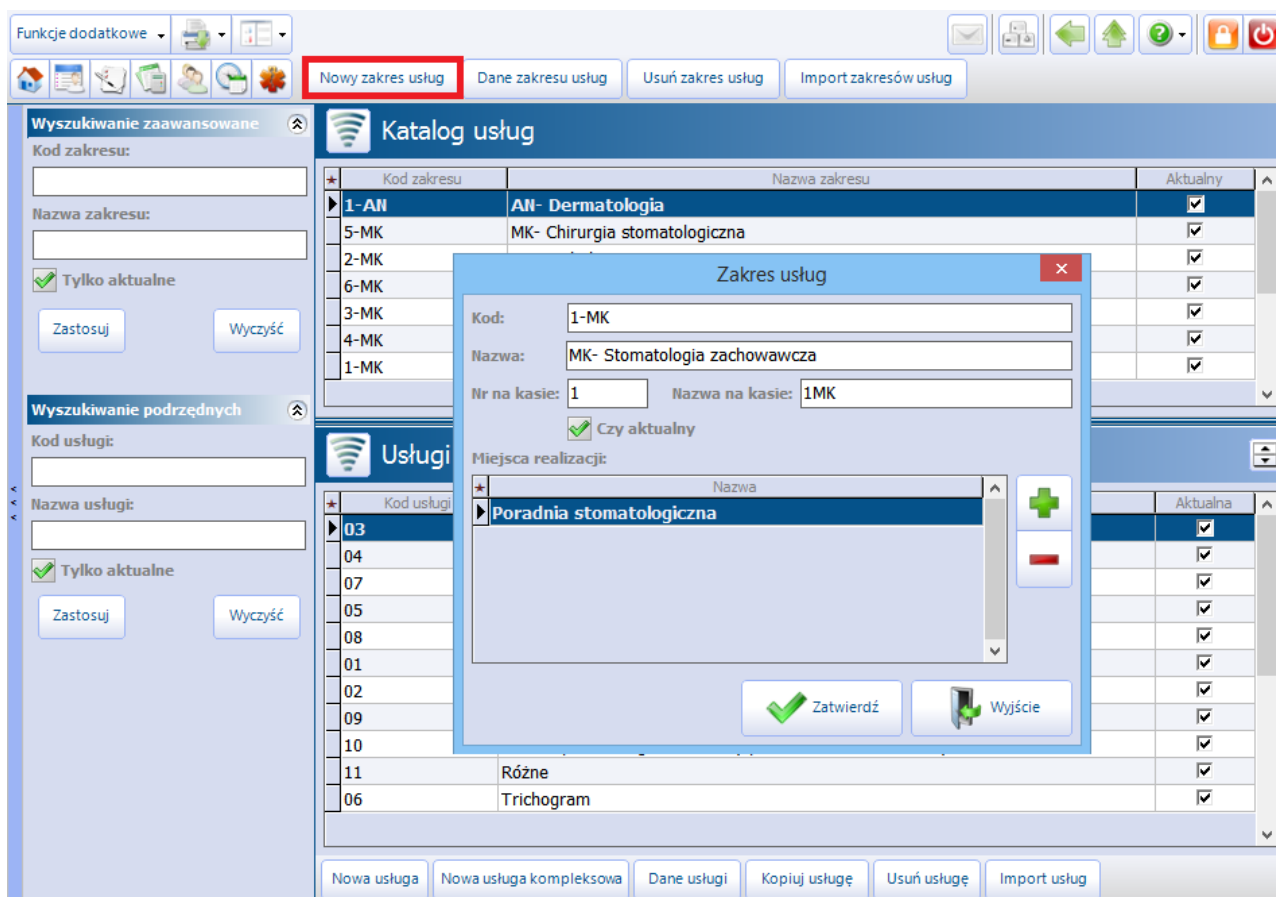 Funkcje dodatkowe
Nowy zakres usług Dane zakresu usług Usuń zakres usług Import zakresów usług
Wyszukiwanie zaawansowane
Kod zakresu:
Nazwa zakresu:
Tylko aktualne
Zastosuj Wyczyść
Wyszukiwanie podrzędnych
Kod usługi:
Nazwa usługi:
Tylko aktualne
Zastosuj Wyczyść
Katalog usług
Kod zakresu Nazwa zakresu Aktualny
1-AN AN- Dermatologia
5-MK MK- Chirurgia stomatologiczna
2-MK
6-MK
3-MK
4-MK
1-MK
Zakres usług
Kod: 1-MK
Nazwa: MK- Stomatologia zachowawcza
Nr na kasie: 1 Nazwa na kasie: 1MK
Czy aktualny
Miejsca realizacji:
Nazwa
Poradnia stomatologiczna
Zatwierdź Wyjście
Usługi
Kod usługi Aktualna
03
04
07
05
08
01
02
09
10
11 Różne
06 Trichogram
Nowa usługa Nowa usługa kompleksowa Dane usługi Kopiuj usługę Usuń usługę Import usług